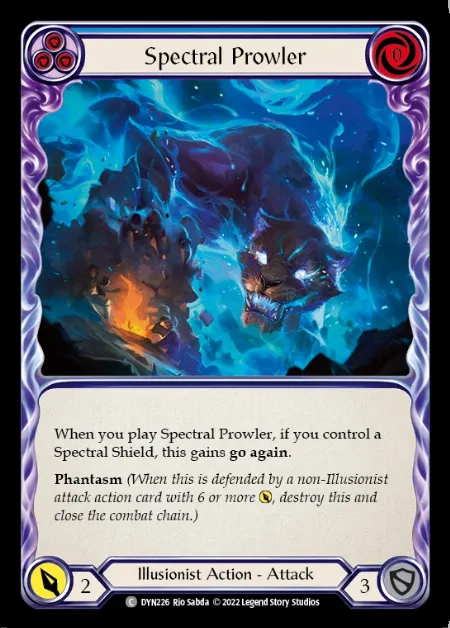 Spectral Prowler
0
When you play Spectral Prowler, if you control a
Spectral Shield, this gains go again.
Phantasm (When this is defended by a non-Illusionist
attack action card with 6 or more , destroy this and
close the combat chain.)
2
Illusionist Action - Attack
3
C DYN226 Rio Sabda © 2022 Legend Story Studios